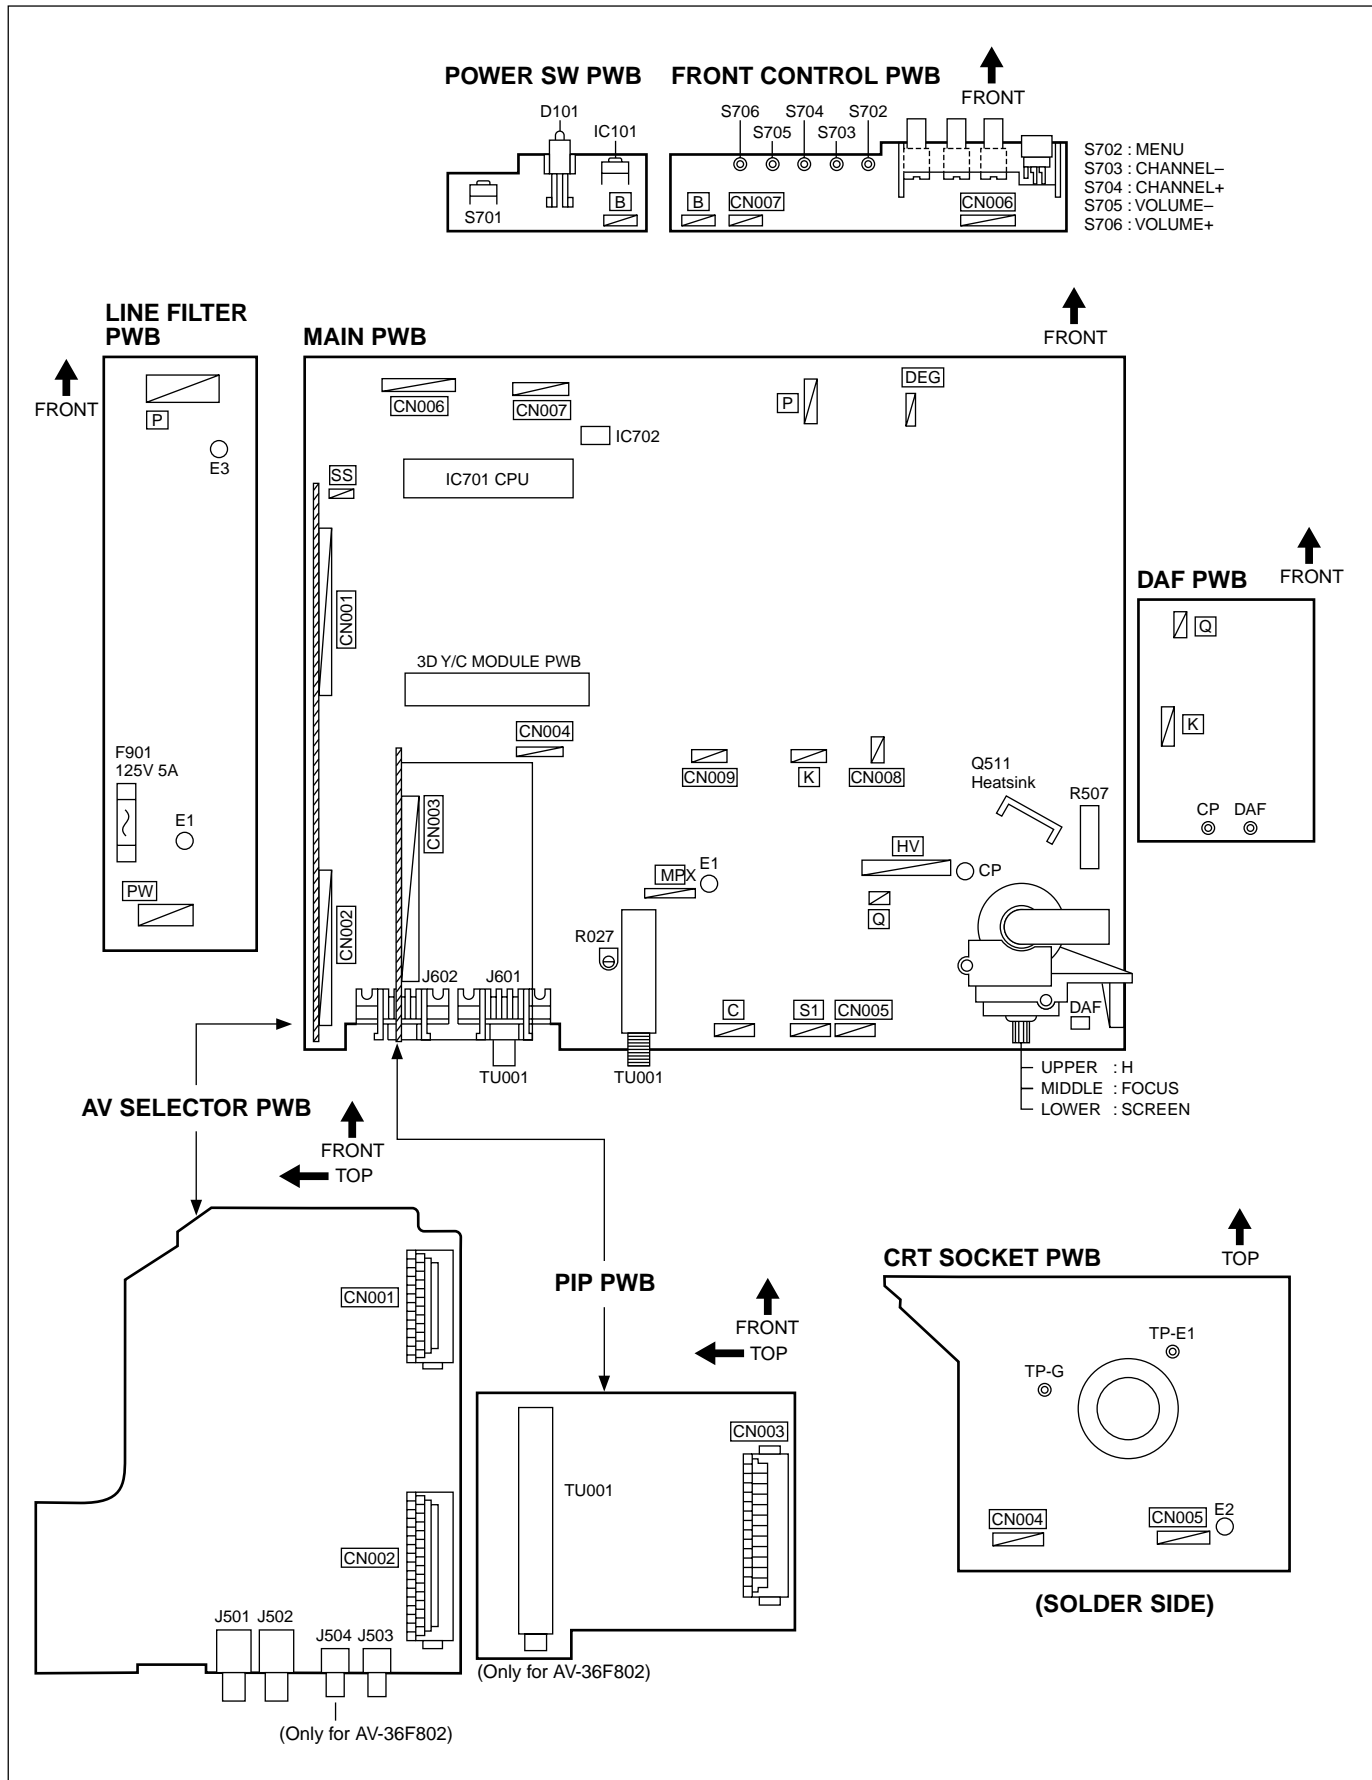 POWER SW PWB
FRONT CONTROL PWB
FRONT
D101
IC101
S701
B
S706
S704
S702
S705
S703
B
CN007
CN006
S702 : MENU
S703 : CHANNEL–
S704 : CHANNEL+
S705 : VOLUME–
S706 : VOLUME+
LINE FILTER
PWB
FRONT
P
E3
F901
125V 5A
E1
PW
MAIN PWB
FRONT
CN006
CN007
P
DEG
IC702
SS
IC701 CPU
CN001
3D Y/C MODULE PWB
CN004
CN009
K
CN008
Q511
Heatsink
R507
CN003
HV
CP
MPX
E1
Q
CN002
R027
J602
J601
C
S1
CN005
DAF
TU001
TU001
UPPER : H
MIDDLE : FOCUS
LOWER : SCREEN
DAF PWB
FRONT
Q
K
CP
DAF
AV SELECTOR PWB
FRONT
TOP
CN001
CN002
J501
J502
J504
J503
(Only for AV-36F802)
PIP PWB
FRONT
TOP
CN003
TU001
(Only for AV-36F802)
CRT SOCKET PWB
TOP
TP-E1
TP-G
CN004
CN005
E2
(SOLDER SIDE)